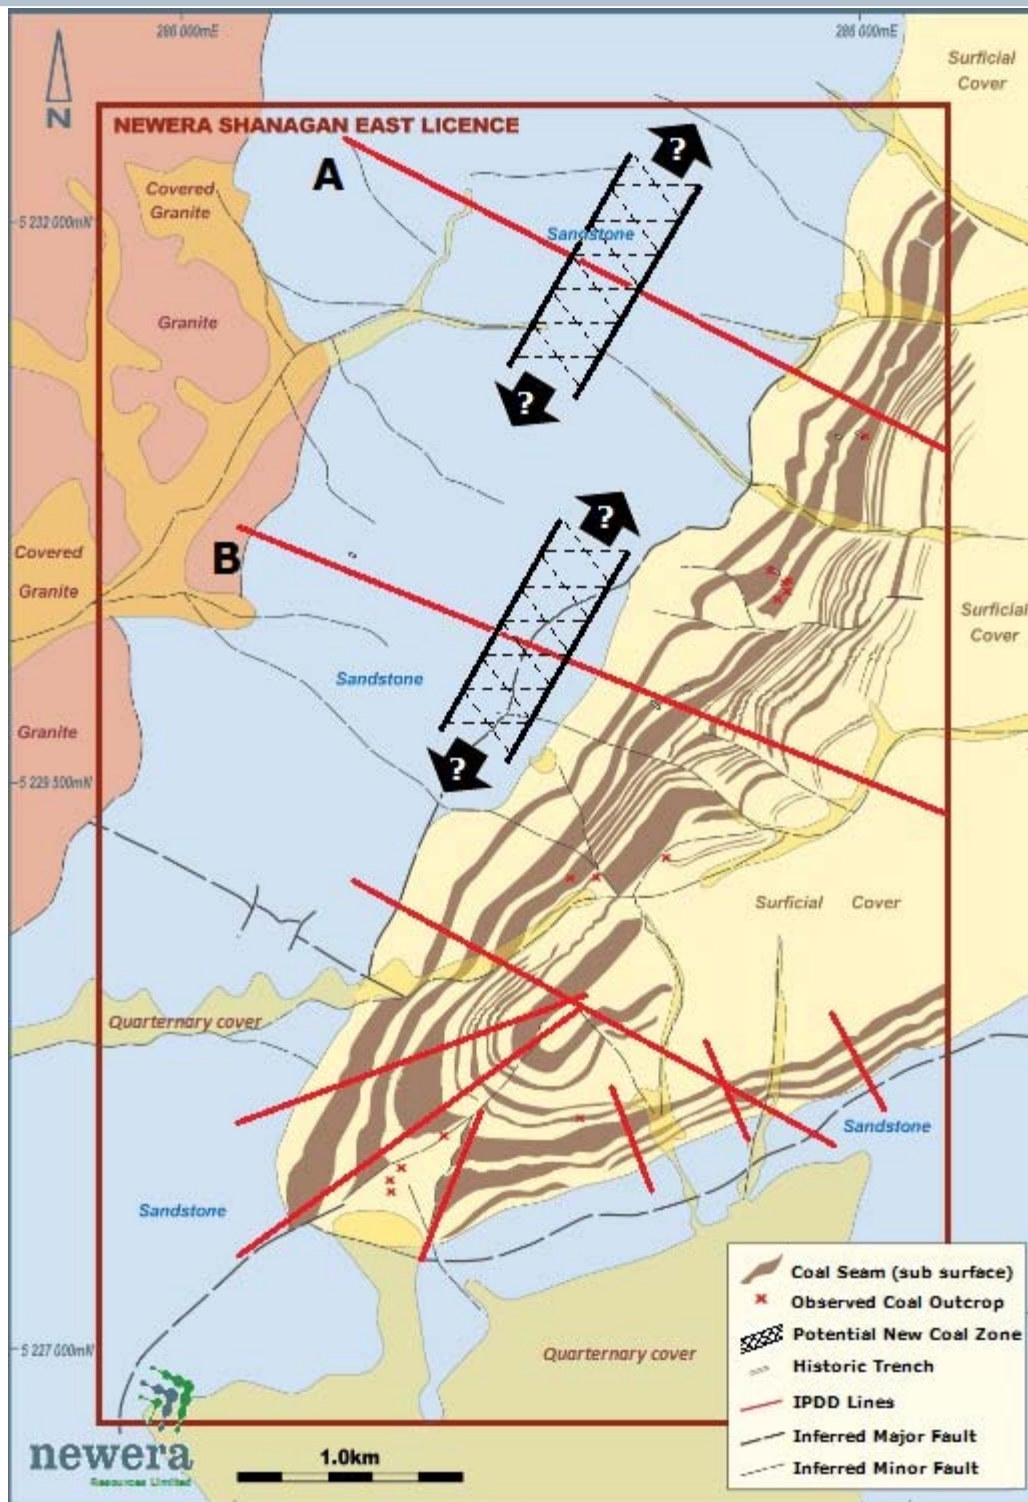 286 000mE
286 000mE
Surficial
Cover
N
NEWERA SHANAGAN EAST LICENCE
A
?
Covered
Granite
5 232 000mN
Sandstone
Granite
?
?
B
Covered
Granite
Surficial
Cover
Sandstone
Granite
?
5 229 500mN
Surficial Cover
Quarternary cover
Sandstone
Sandstone
Coal Seam (sub surface)
Observed Coal Outcrop
Potential New Coal Zone
Historic Trench
IPDD Lines
Inferred Major Fault
Inferred Minor Fault
5 227 000mN
Quarternary cover
newera
Resources Limited
1.0km